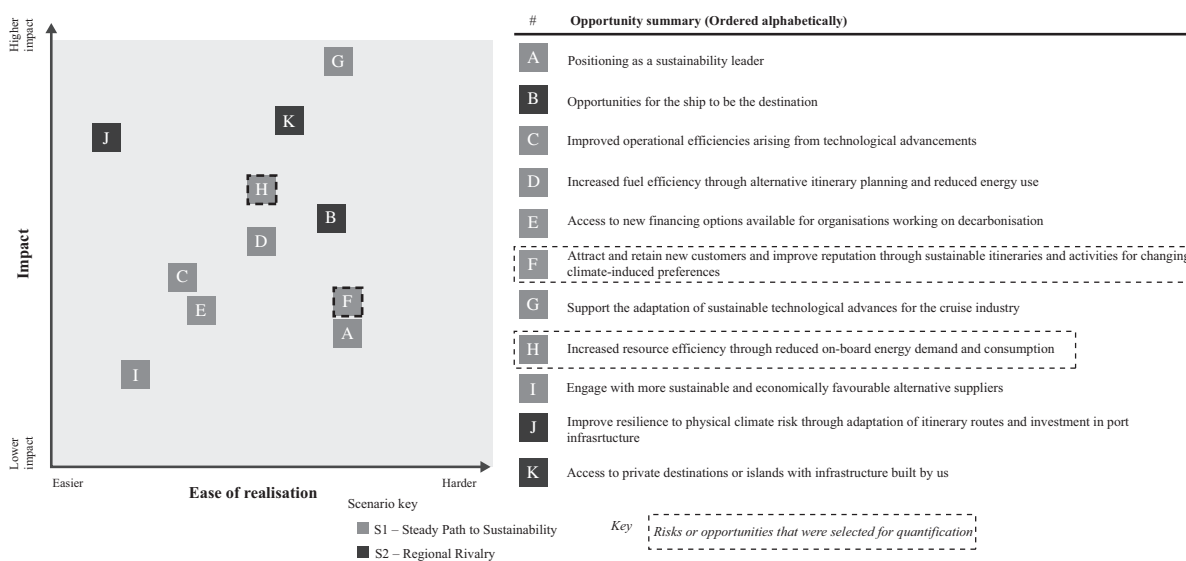 Higher
impact
G
K
J
H
B
D
C
E
F
A
I
Impact
Lower
impact
Easier
Ease of realisation
Harder
Scenario key
S1 – Steady Path to Sustainability
S2 – Regional Rivalry
# Opportunity summary (Ordered alphabetically)
A Positioning as a sustainability leader
B Opportunities for the ship to be the destination
C Improved operational efficiencies arising from technological advancements
D Increased fuel efficiency through alternative itinerary planning and reduced energy use
E Access to new financing options available for organisations working on decarbonisation
F Attract and retain new customers and improve reputation through sustainable itineraries and activities for changing
climate-induced preferences
G Support the adaptation of sustainable technological advances for the cruise industry
H Increased resource efficiency through reduced on-board energy demand and consumption
I Engage with more sustainable and economically favourable alternative suppliers
J Improve resilience to physical climate risk through adaptation of itinerary routes and investment in port
infrasrtucture
K Access to private destinations or islands with infrastructure built by us
Key Risks or opportunities that were selected for quantification